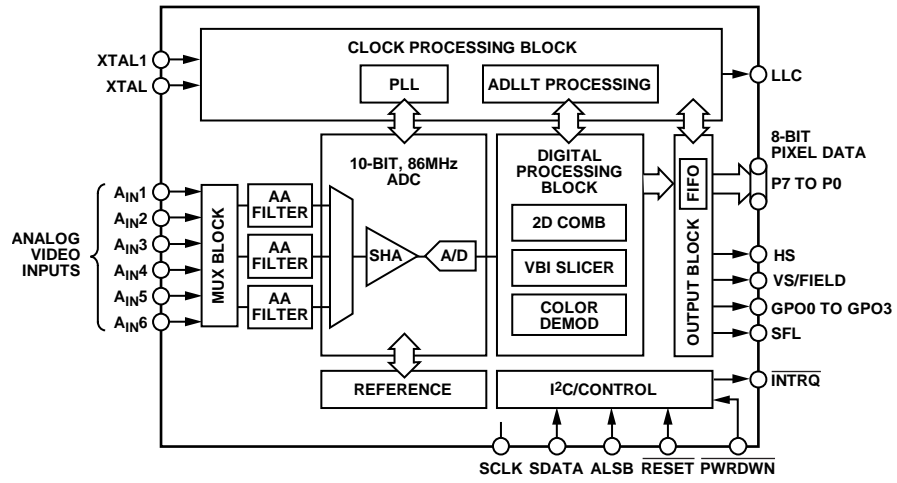 CLOCK PROCESSING BLOCK
XTAL1
XTAL
PLL
ADLLT PROCESSING
LLC
10-BIT, 86MHz
ADC
DIGITAL
PROCESSING
BLOCK
2D COMB
VBI SLICER
COLOR
DEMOD
FIFO
OUTPUT BLOCK
8-BIT
PIXEL DATA
P7 TO P0
ANALOG
VIDEO
INPUTS
AIN1
AIN2
AIN3
AIN4
AIN5
AIN6
MUX BLOCK
AA
FILTER
AA
FILTER
AA
FILTER
SHA
A/D
HS
VS/FIELD
GPO0 TO GPO3
SFL
REFERENCE
I2C/CONTROL
INTRQ
SCLK
SDATA
ALSB
RESET
PWRDWN